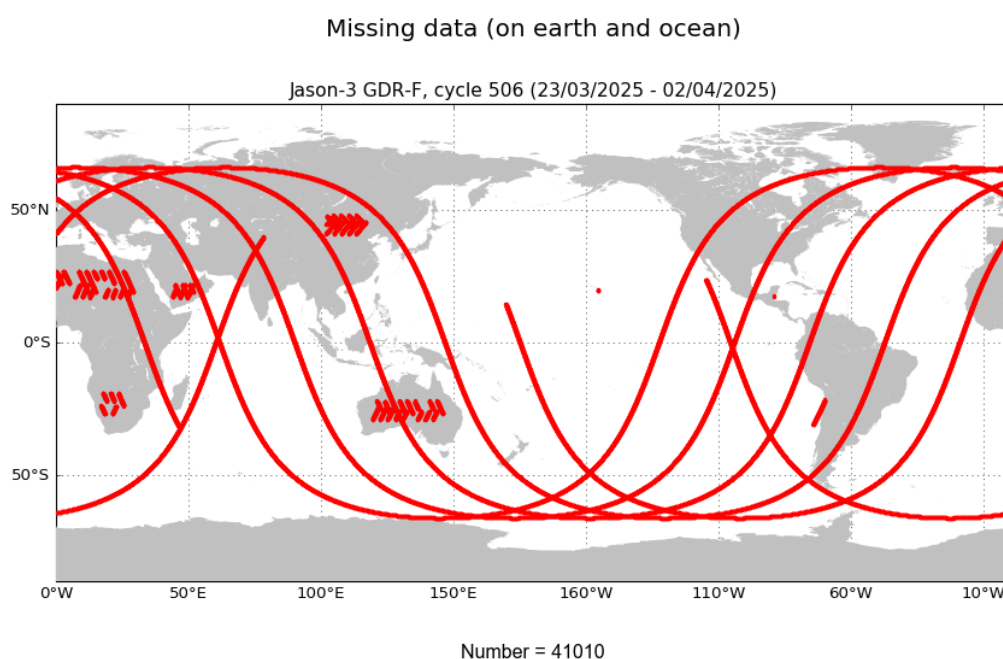 Missing data (on earth and ocean)
Jason-3 GDR-F, cycle 506 (23/03/2025 - 02/04/2025)
50°N
0°S
50°S
0°W 50°E 100°E 150°E 160°W 110°W 60°W 10°W
Number = 41010